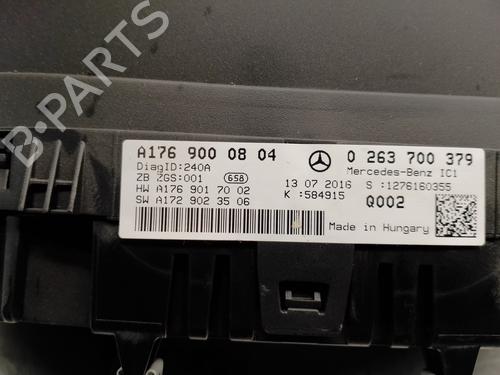 B-PARTS
A176 900 08 04
0 263 700 379
DiagID:240A
Mercedes-Benz IC1
ZB ZGS:001 658
13 07 2016 S :1276160355
HW A176 901 70 02
K :584915 Q002
SW A172 902 35 06
Made in Hungary